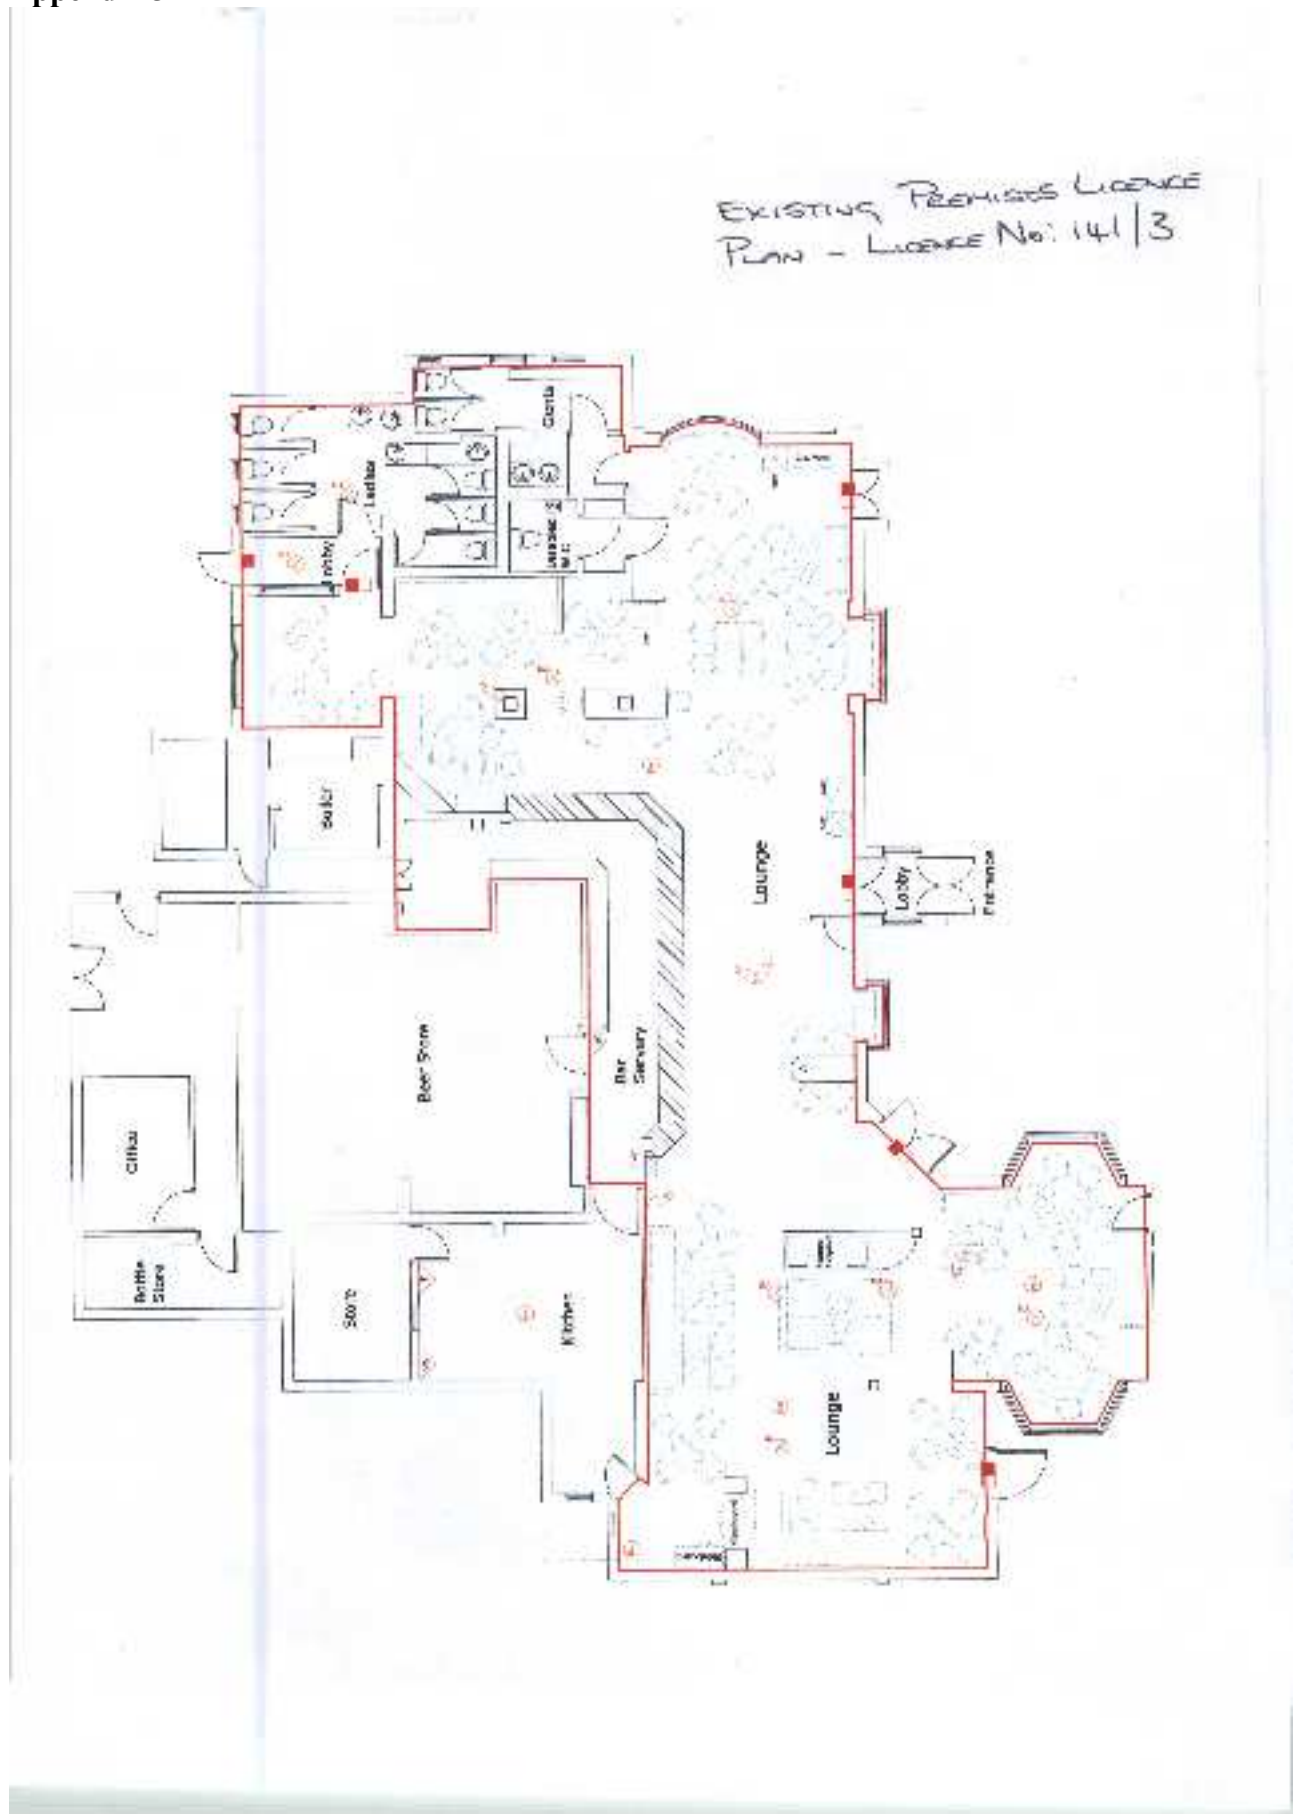 EXISTING PREMISES LICENCE
PLAN - LICENCE No: 141/3
Gents
Ladies
Lobby
Disabled
W.C
Boiler
Lounge
Lobby
Entrance
Beer Store
Bar
Servery
Office
Bottle
Store
Store
Kitchen
Lounge